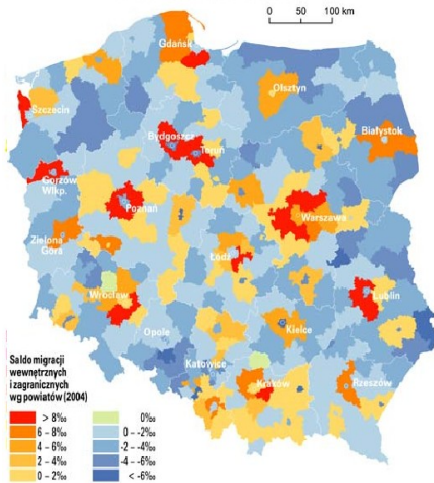 0 50 100 km
Gdańsk
Olsztyn
Szczecin
Białystok
Bydgoszcz
Toruń
Gorzów
Wlkp.
Poznań
Warszawa
Zielona
Góra
Łódź
Wrocław
Lublin
Opole
Kielce
Katowice
Kraków
Rzeszów
Saldo migracji
wewnętrznych
i zagranicznych
wg powiatów (2004)
> 8‰ 0‰
6 – 8‰ 0 – -2‰
4 – 6‰ -2 – -4‰
2 – 4‰ -4 – -6‰
0 – 2‰ < -6‰